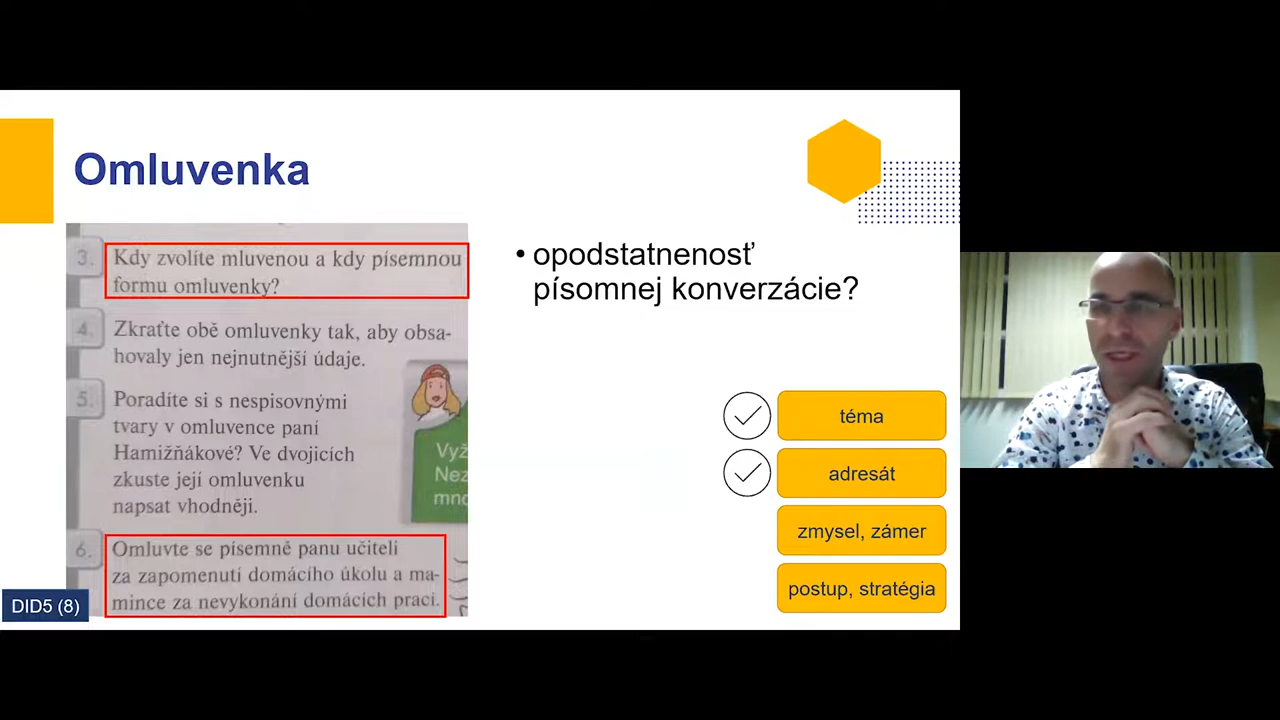 Omluvenka
3. Kdy zvolíte mluvenou a kdy písemnou
formu omluvenky?
4. Zkraťte obě omluvenky tak, aby obsa-
hovaly jen nejnutnější údaje.
5. Poradíte si s nespisovnými
tvary v omluvence paní
Hamižňákové? Ve dvojicích
zkuste její omluvenku
napsat vhodněji.
Vyž
Nez
mno
6. Omluvte se písemně panu učiteli
za zapomenutí domácího úkolu a ma-
mince za nevykonání domácích prací.
• opodstatnenosť
písomnej konverzácie?
téma
adresát
zmysel, zámer
postup, stratégia
DID5 (8)